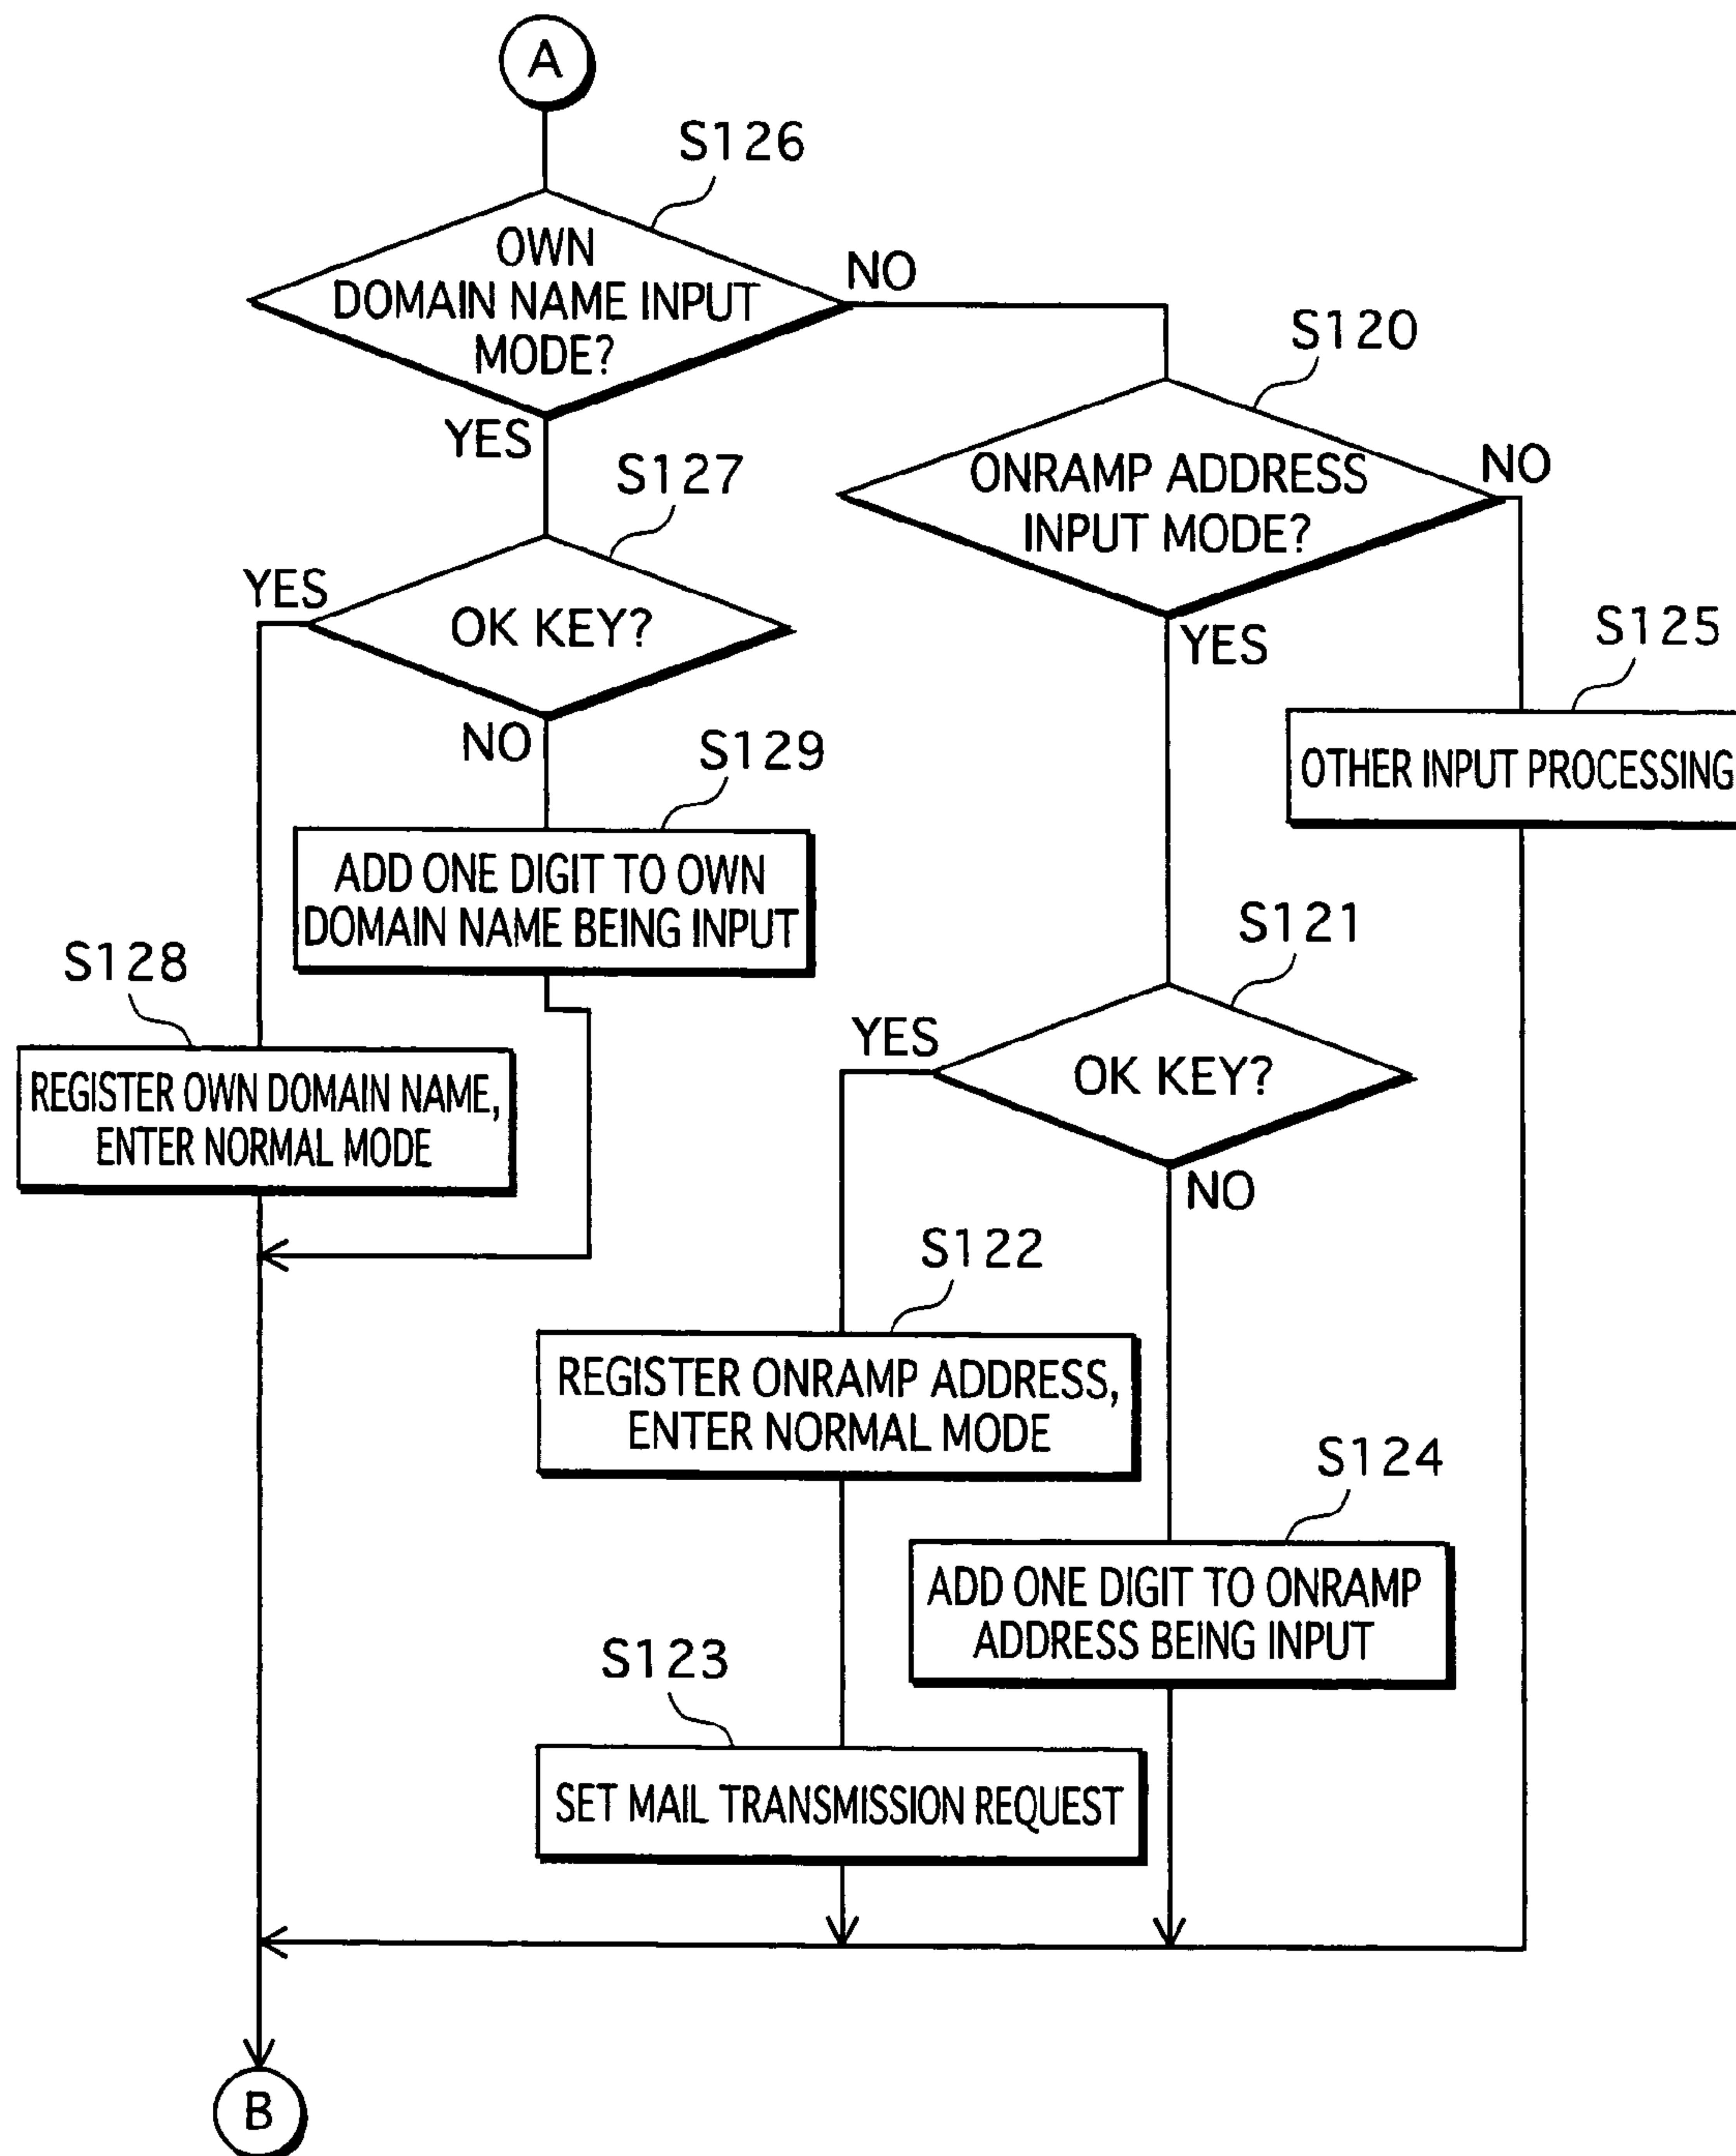 A
S126
OWN
DOMAIN NAME INPUT
MODE?
NO
YES
S120
ONRAMP ADDRESS
INPUT MODE?
NO
YES
S127
YES
OK KEY?
NO
S125
OTHER INPUT PROCESSING
S129
ADD ONE DIGIT TO OWN
DOMAIN NAME BEING INPUT
S128
REGISTER OWN DOMAIN NAME,
ENTER NORMAL MODE
S121
YES
OK KEY?
NO
S122
REGISTER ONRAMP ADDRESS,
ENTER NORMAL MODE
S124
ADD ONE DIGIT TO ONRAMP
ADDRESS BEING INPUT
S123
SET MAIL TRANSMISSION REQUEST
B